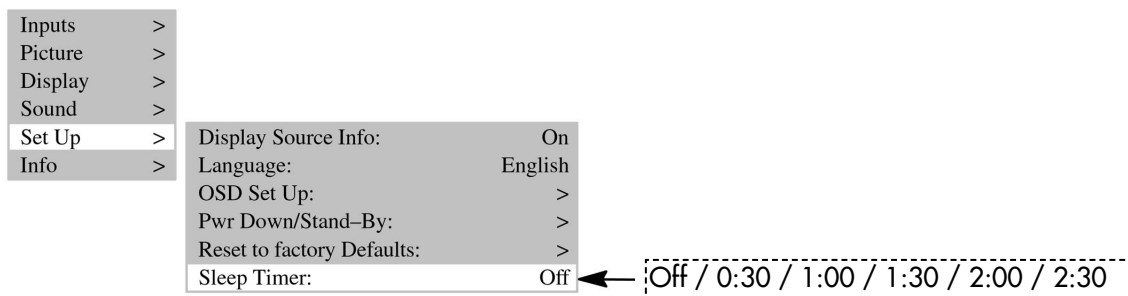 Inputs >
Picture >
Display >
Sound >
Set Up >
Info >
Display Source Info: On
Language: English
OSD Set Up: >
Pwr Down/Stand–By: >
Reset to factory Defaults: >
Sleep Timer: Off
Off / 0:30 / 1:00 / 1:30 / 2:00 / 2:30